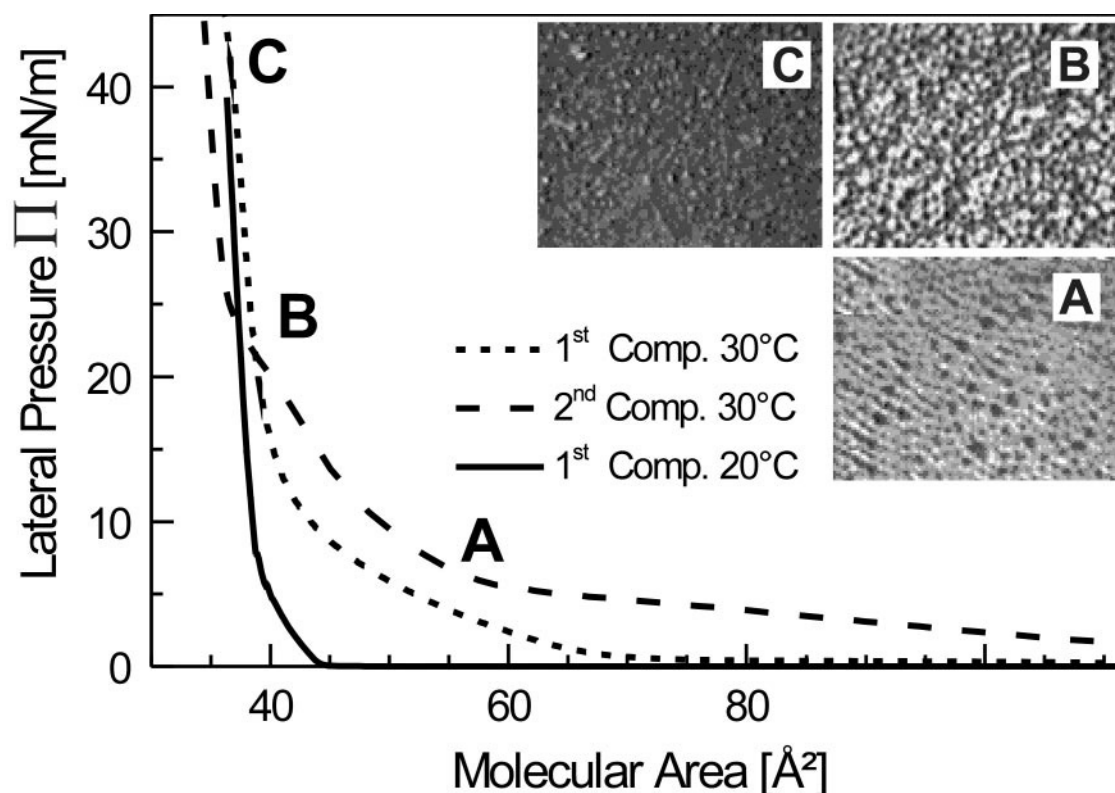 C
B
A
40
30
20
10
0
Lateral Pressure Π [mN/m]
C
B
A
1st Comp. 30°C
2nd Comp. 30°C
1st Comp. 20°C
40
60
80
Molecular Area [Å²]